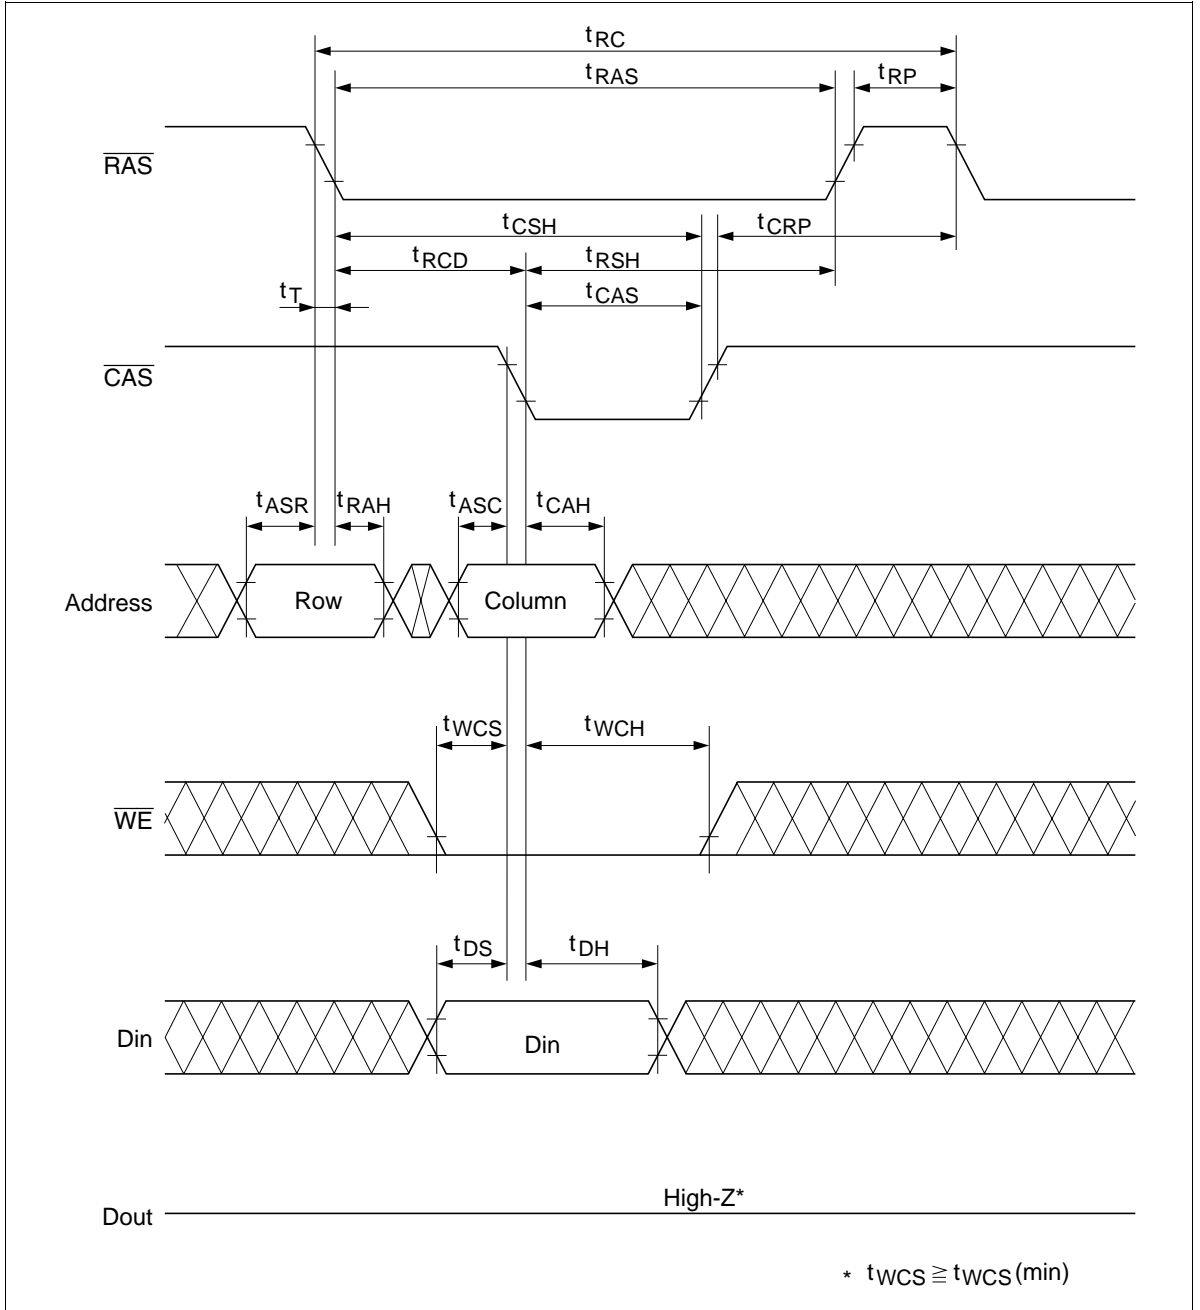 tRC
tRAS
tRP
RAS
tCSH
tCRP
tRCD
tRSH
tT
tCAS
CAS
tASR
tRAH
tASC
tCAH
Address
Row
Column
tWCS
tWCH
WE
tDS
tDH
Din
Din
High-Z*
Dout
* tWCS ≧ tWCS(min)